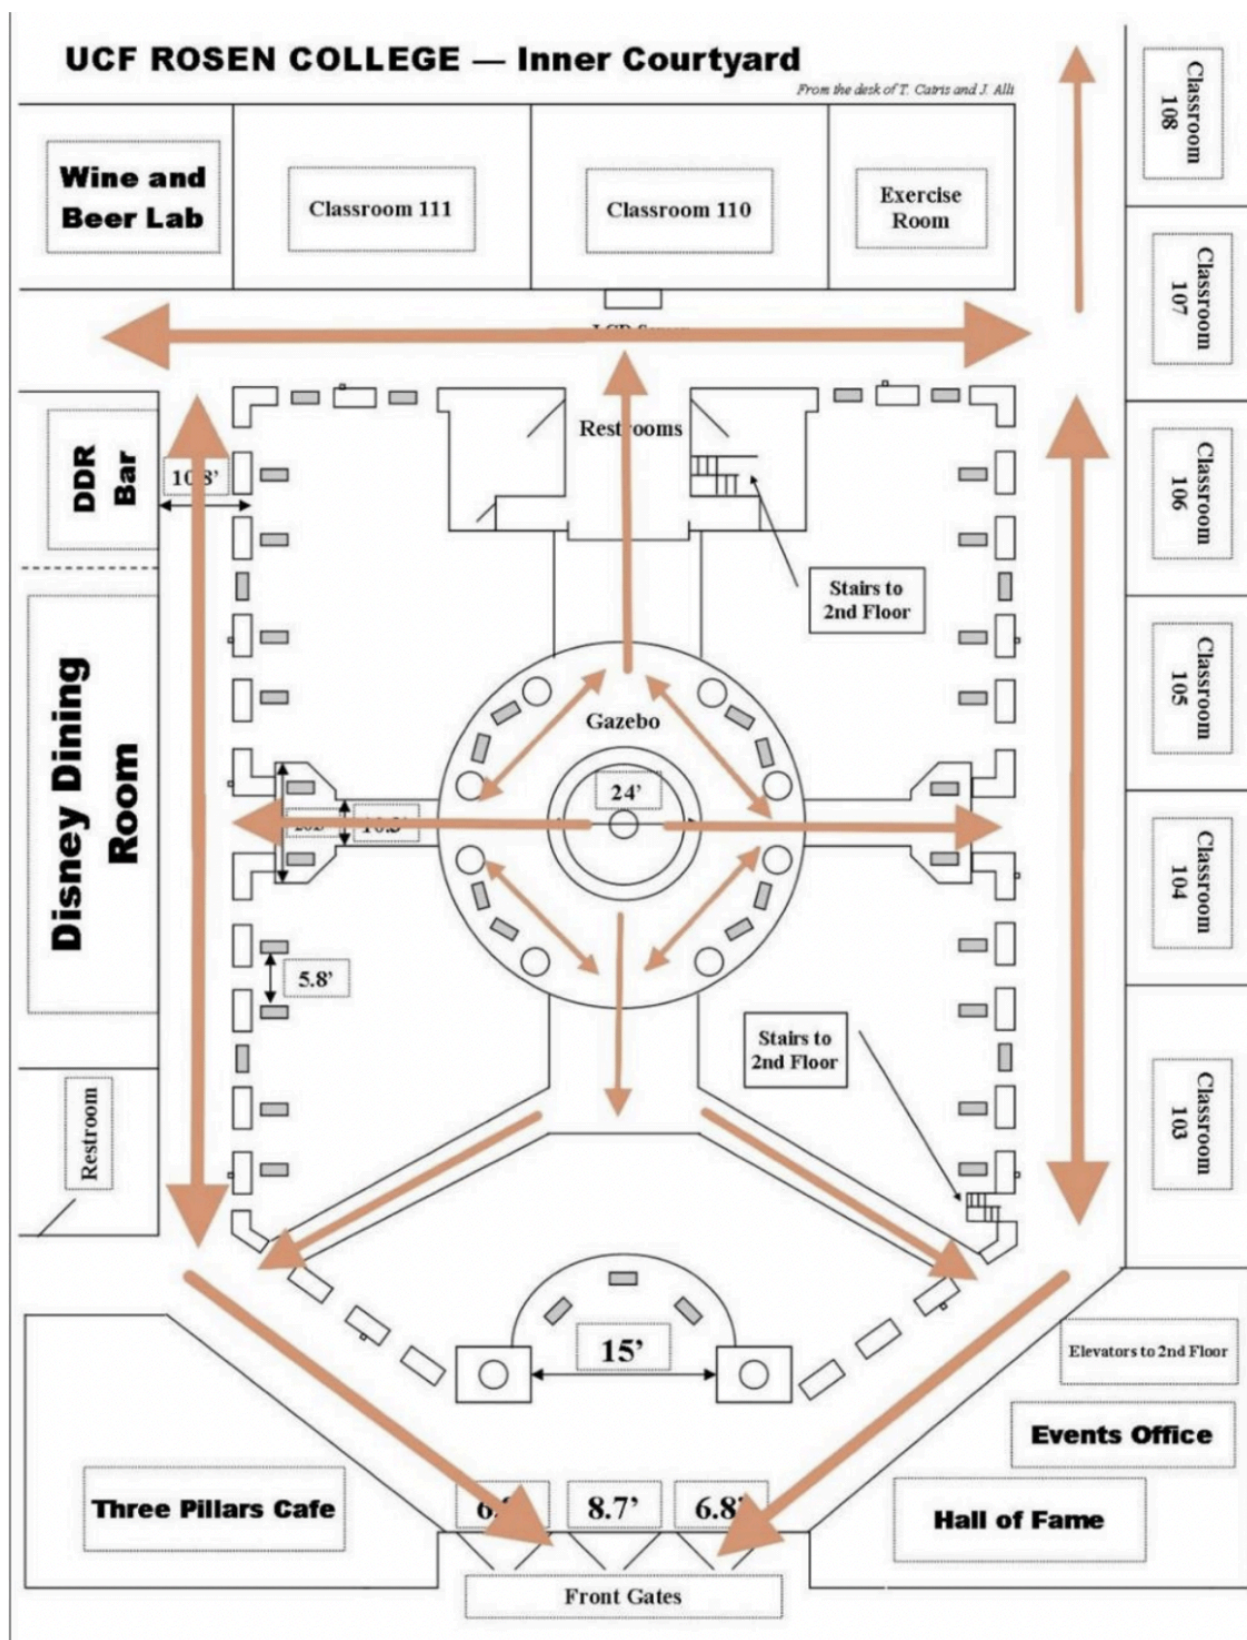 UCF ROSEN COLLEGE — Inner Courtyard
From the desk of T. Catris and J. Alli
Wine and
Beer Lab
Classroom 111
Classroom 110
Exercise
Room
Classroom
108
Classroom
107
DDR
Bar
Restrooms
Classroom
106
Stairs to
2nd Floor
Classroom
105
Gazebo
24’
Disney Dining
Room
Classroom
104
5.8’
Stairs to
2nd Floor
Classroom
103
Restroom
15’
Elevators to 2nd Floor
Events Office
Three Pillars Cafe
8.7’
6.8’
Hall of Fame
Front Gates